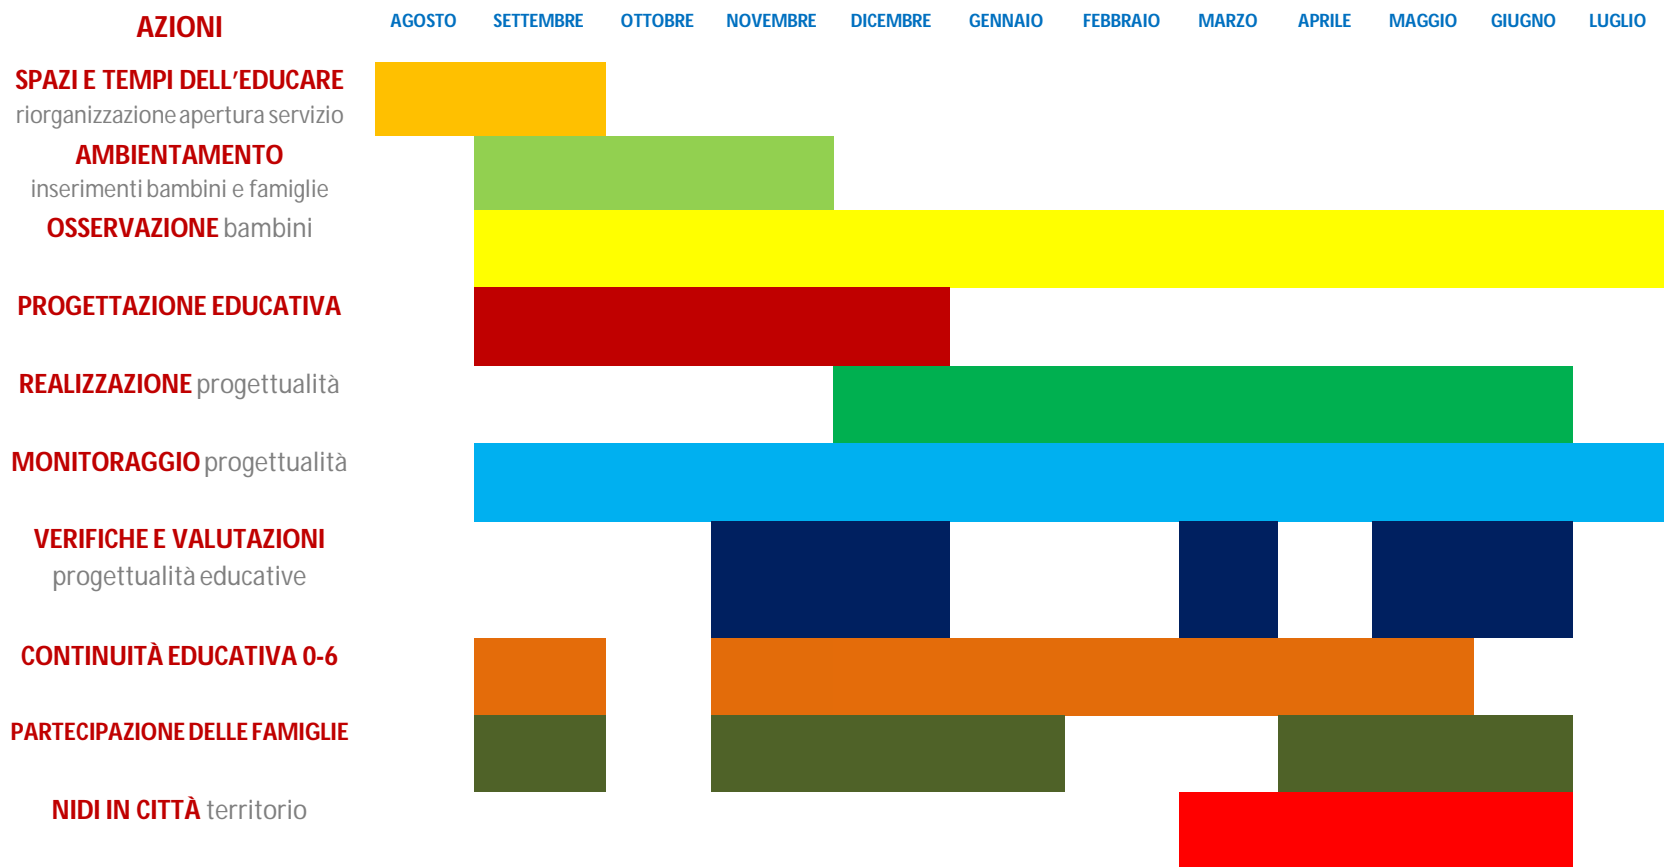 AZIONI AGOSTO SETTEMBRE OTTOBRE NOVEMBRE DICEMBRE GENNAIO FEBBRAIO MARZO APRILE MAGGIO GIUGNO LUGLIO
SPAZI E TEMPI DELL'EDUCARE
riorganizzazione apertura servizio
AMBIENTAMENTO
inserimenti bambini e famiglie
OSSERVAZIONE bambini
PROGETTAZIONE EDUCATIVA
REALIZZAZIONE progettualità
MONITORAGGIO progettualità
VERIFICHE E VALUTAZIONI
progettualità educative
CONTINUITÀ EDUCATIVA 0-6
PARTECIPAZIONE DELLE FAMIGLIE
NIDI IN CITTÀ territorio